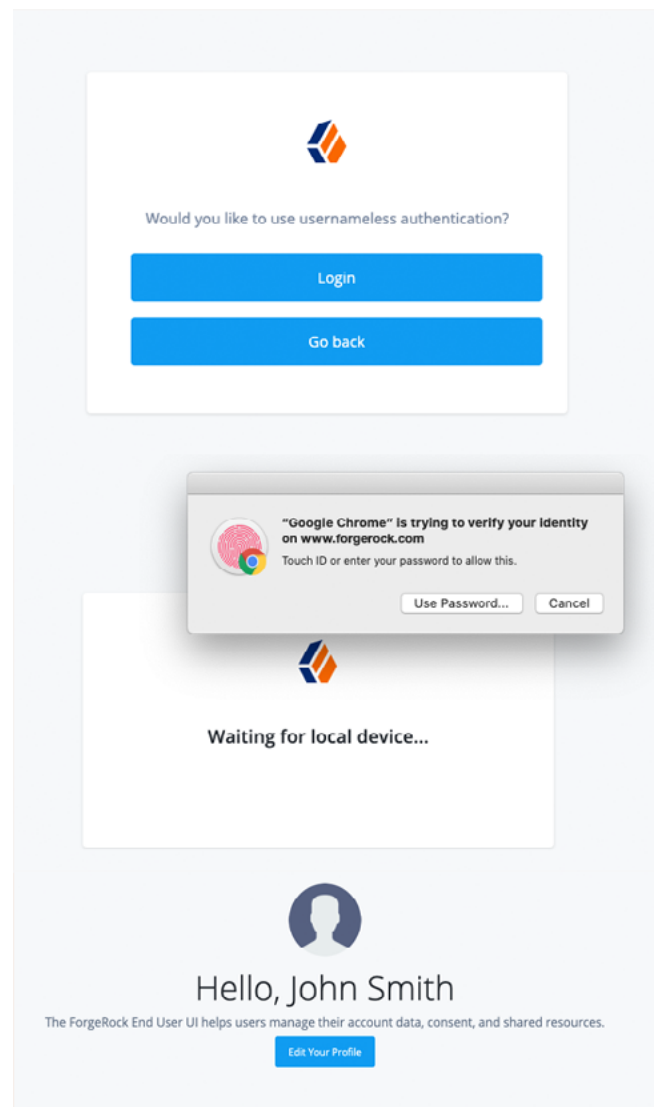 Would you like to use usernameless authentication?
Login
Go back
“Google Chrome” is trying to verify your identity
on www.forgerock.com
Touch ID or enter your password to allow this.
Use Password...
Cancel
Waiting for local device...
Hello, John Smith
The ForgeRock End User UI helps users manage their account data, consent, and shared resources.
Edit Your Profile